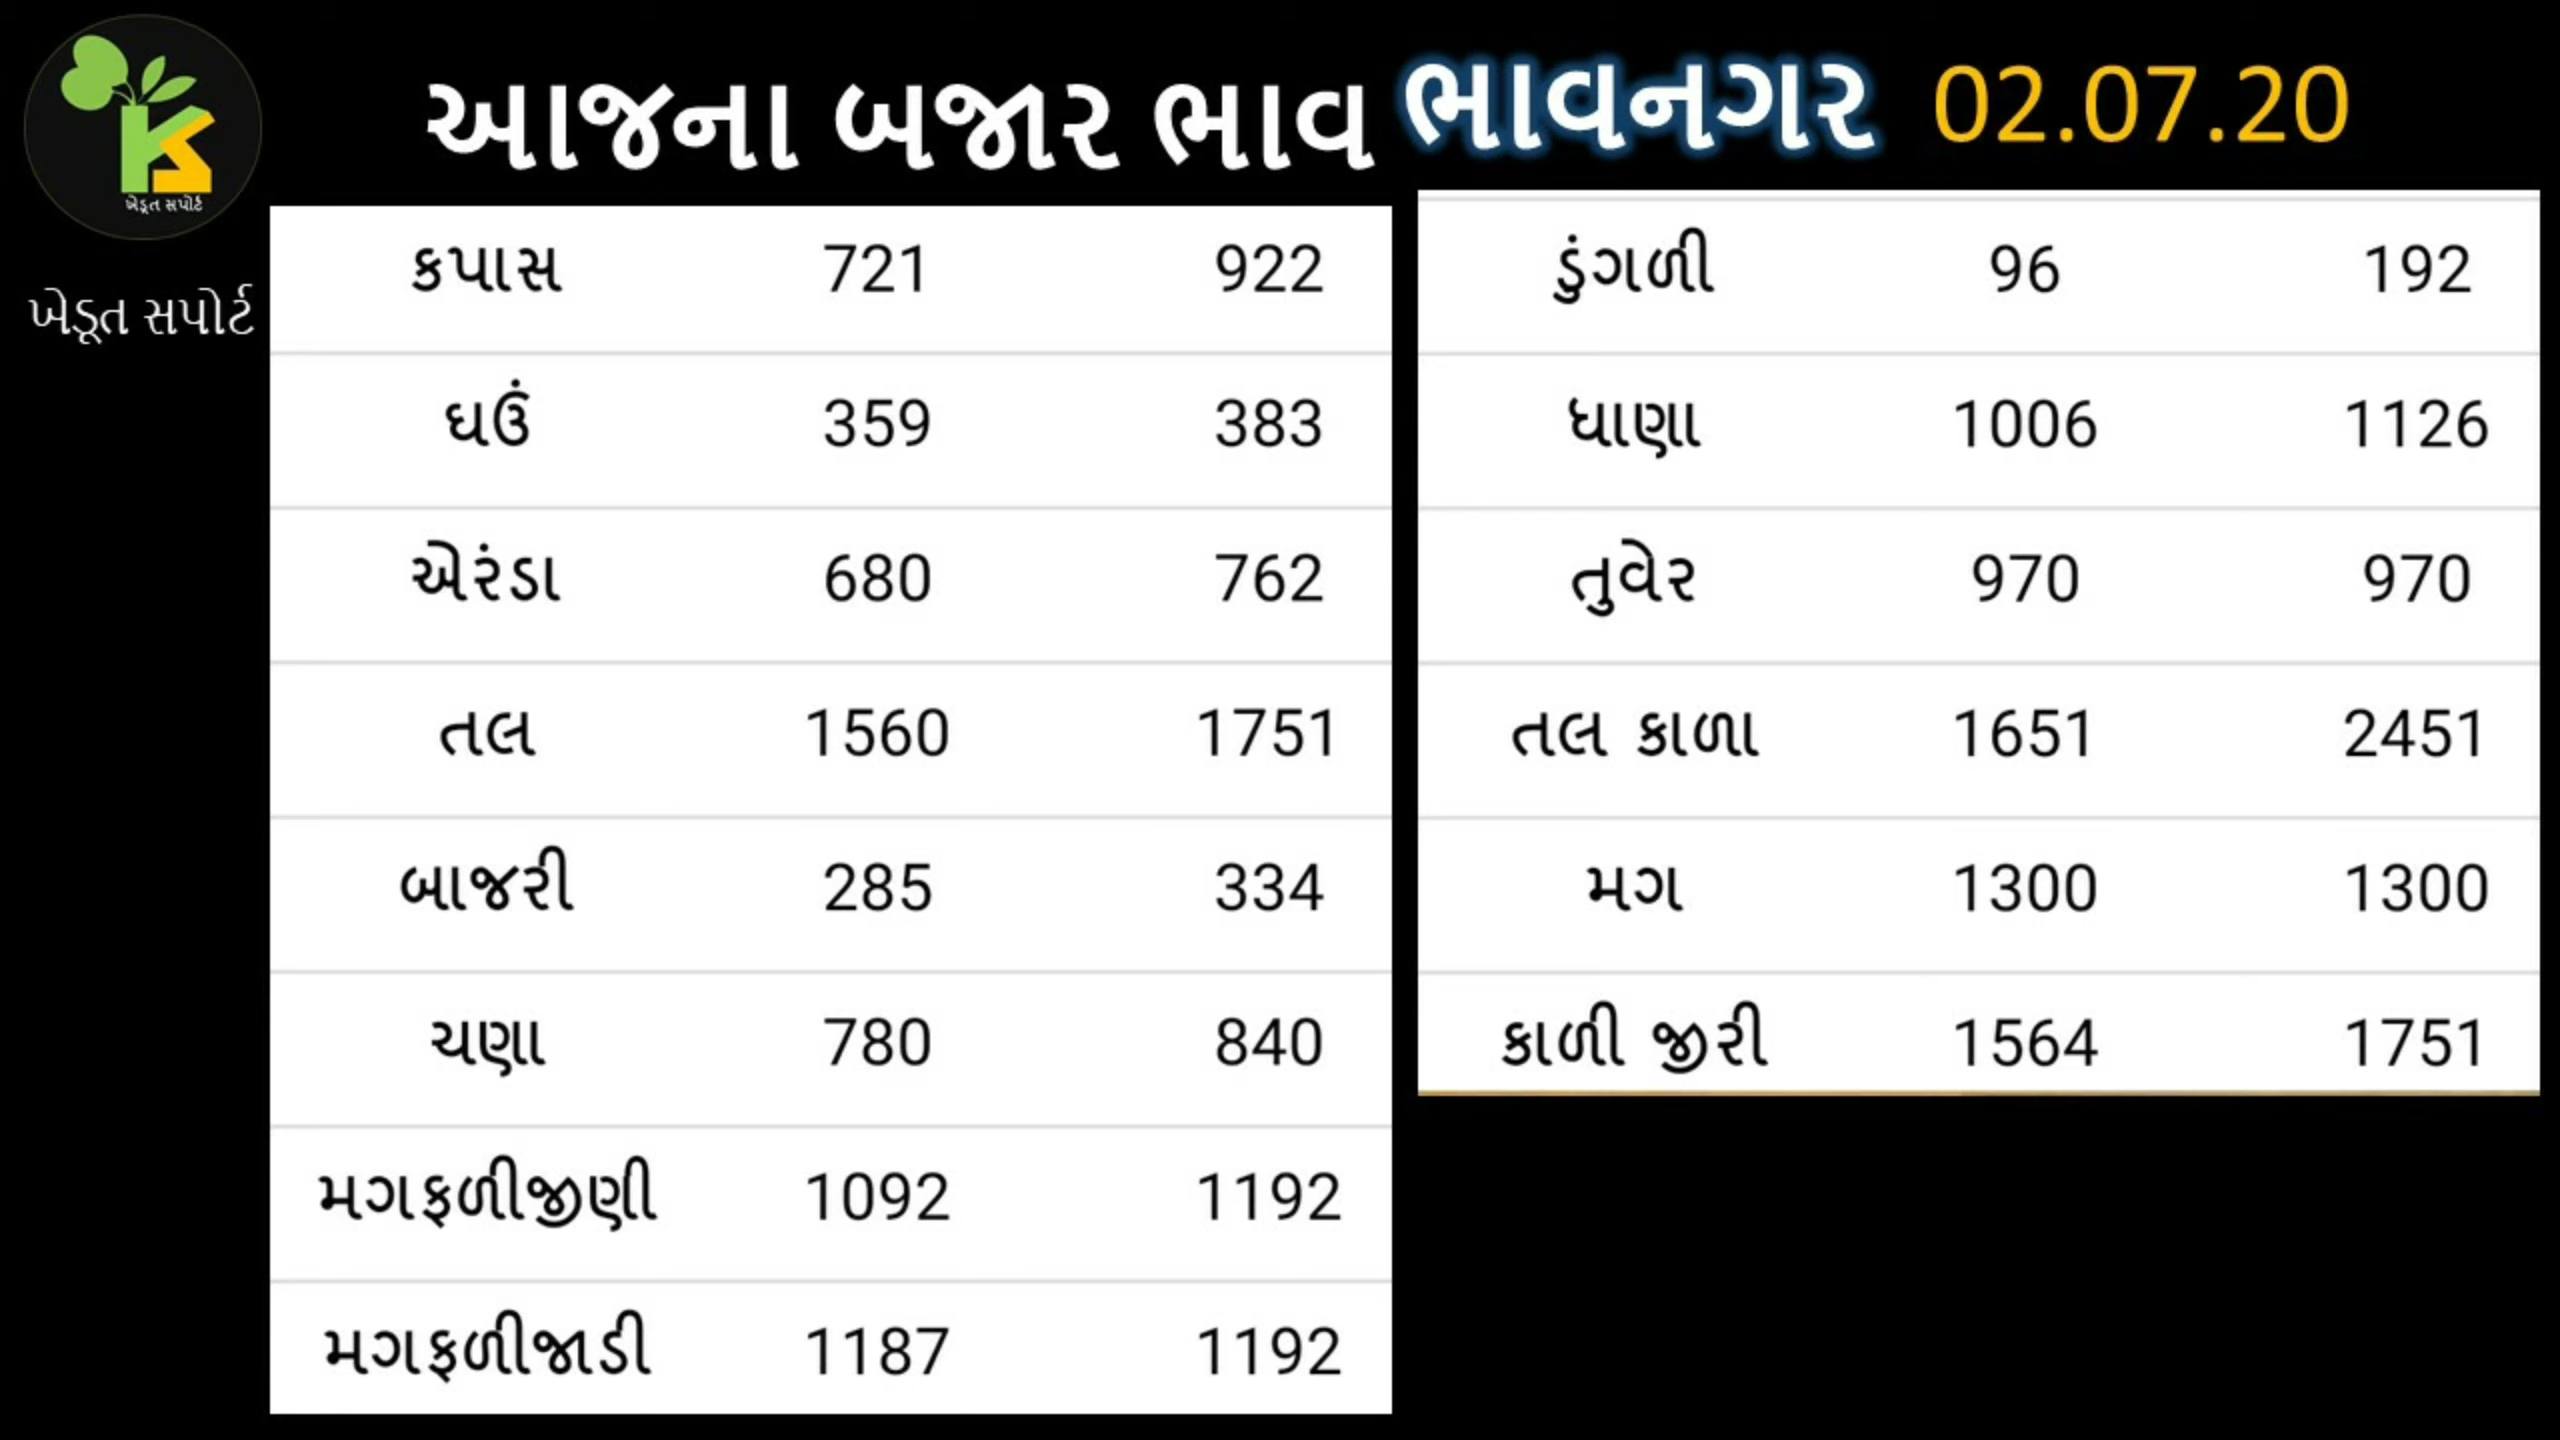 આજના બજાર ભાવ ભાવનગર 02.07.20
ખેડૂત સપોર્ટ
ખેડૂત સપોર્ટ
કપાસ 721 922
ઘઉં 359 383
એરંડા 680 762
તલ 1560 1751
બાજરી 285 334
ચણા 780 840
મગફળીજીણી 1092 1192
મગફળીજાડી 1187 1192
ડુંગળી 96 192
ધાણા 1006 1126
તુવેર 970 970
તલ કાળા 1651 2451
મગ 1300 1300
કાળી જીરી 1564 1751